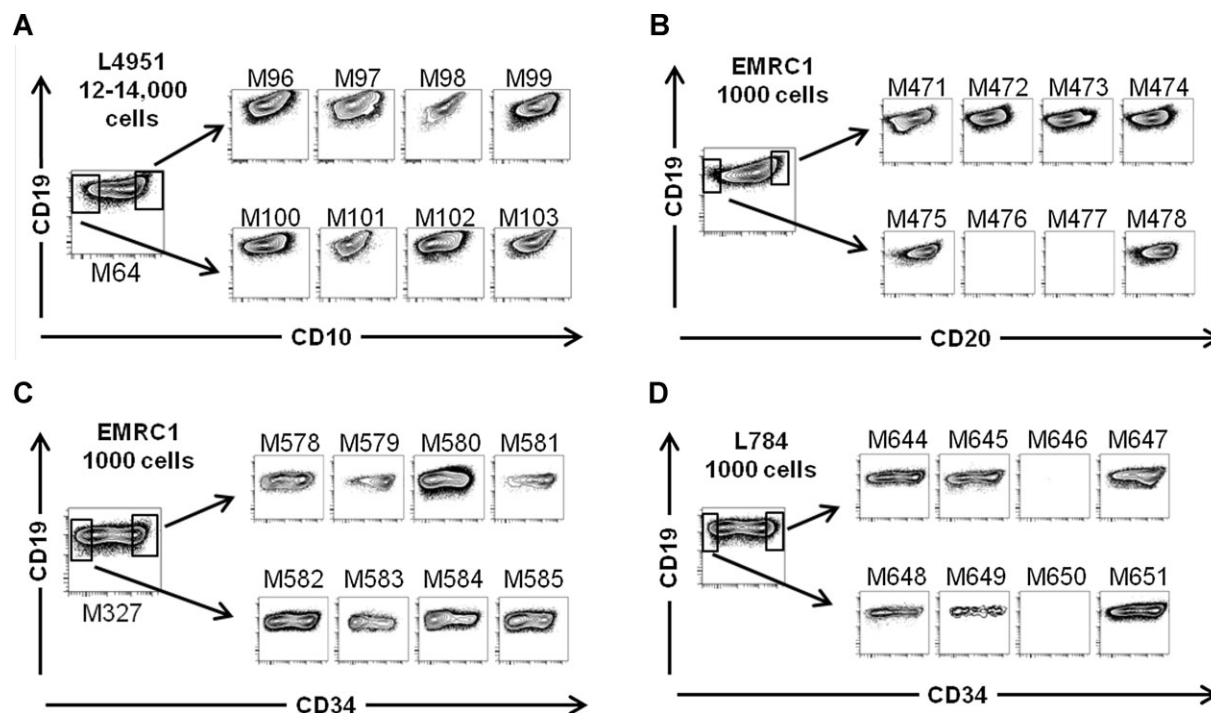 A
L4951
12-14,000
cells
M96 M97 M98 M99
CD19
M64
M100 M101 M102 M103
CD10
B
EMRC1
1000 cells
M471 M472 M473 M474
CD19
M475 M476 M477 M478
CD20
C
EMRC1
1000 cells
M578 M579 M580 M581
CD19
M327
M582 M583 M584 M585
CD34
D
L784
1000 cells
M644 M645 M646 M647
CD19
M648 M649 M650 M651
CD34